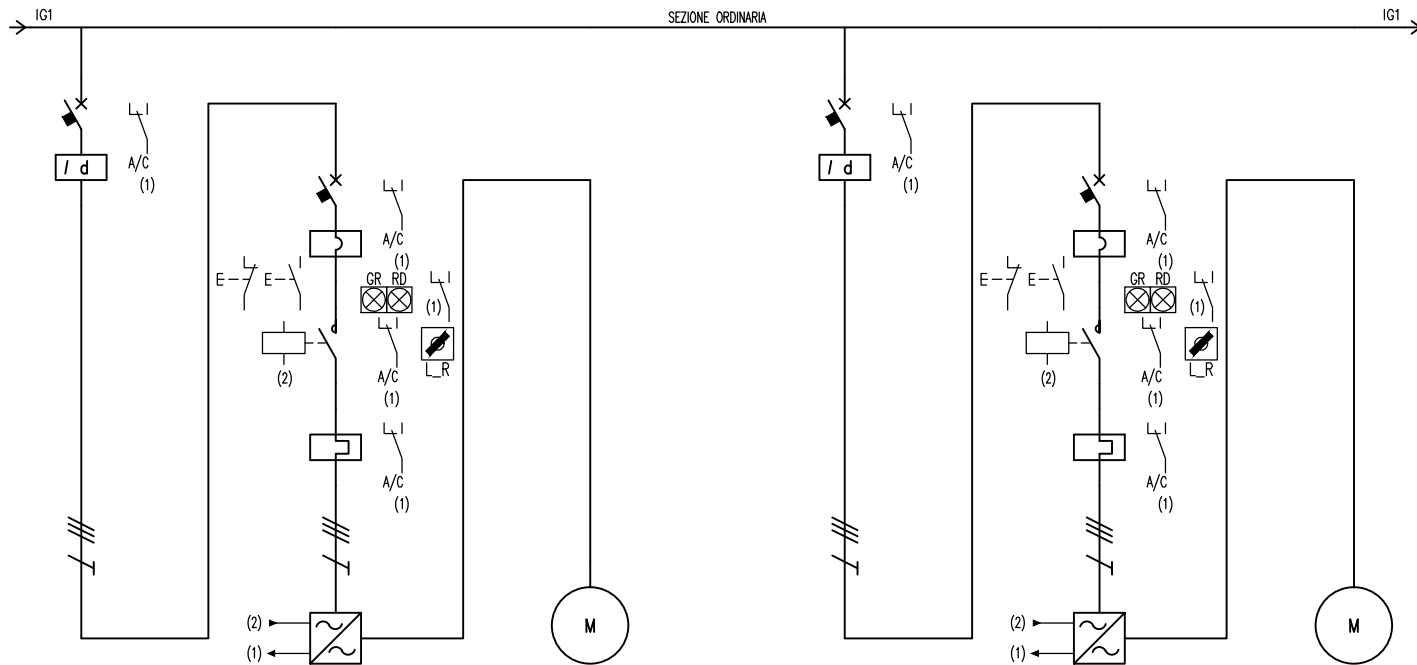 IG1 SEZIONE ORDINARIA IG1
A/C A/C
(1) (1)
I d I d
A/C A/C
(1) (1)
E E E E
GR RD GR RD
(1) (1)
L_R L_R
(2) A/C (2) A/C
(1) (1)
A/C A/C
(1) (1)
(2) M (2) M
(1) (1)